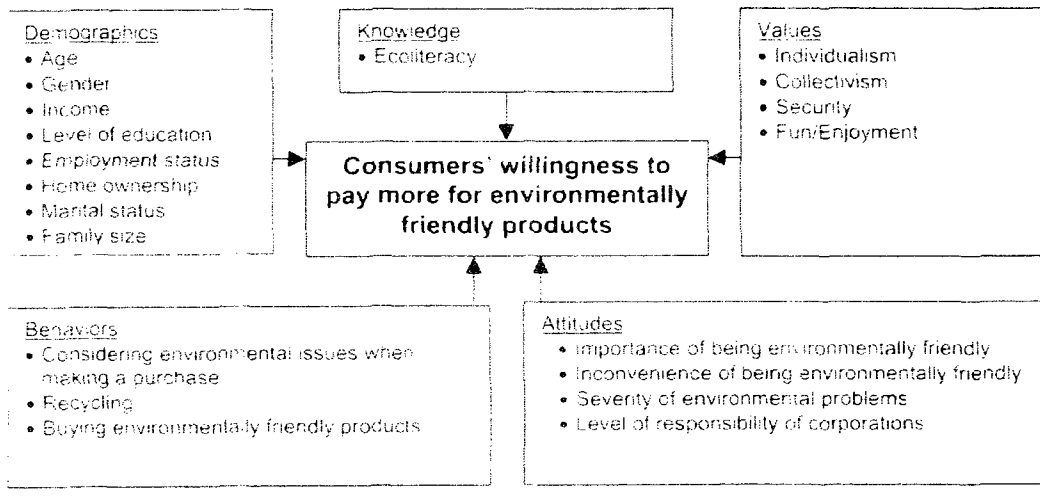 Demographics
• Age
• Gender
• Income
• Level of education
• Employment status
• Home ownership
• Marital status
• Family size
Knowledge
• Ecoliteracy
Values
• Individualism
• Collectivism
• Security
• Fun/Enjoyment
Consumers' willingness to
pay more for environmentally
friendly products
Behaviors
• Considering environmental issues when
making a purchase
• Recycling
• Buying environmentally friendly products
Attitudes
• Importance of being environmentally friendly
• Inconvenience of being environmentally friendly
• Severity of environmental problems
• Level of responsibility of corporations